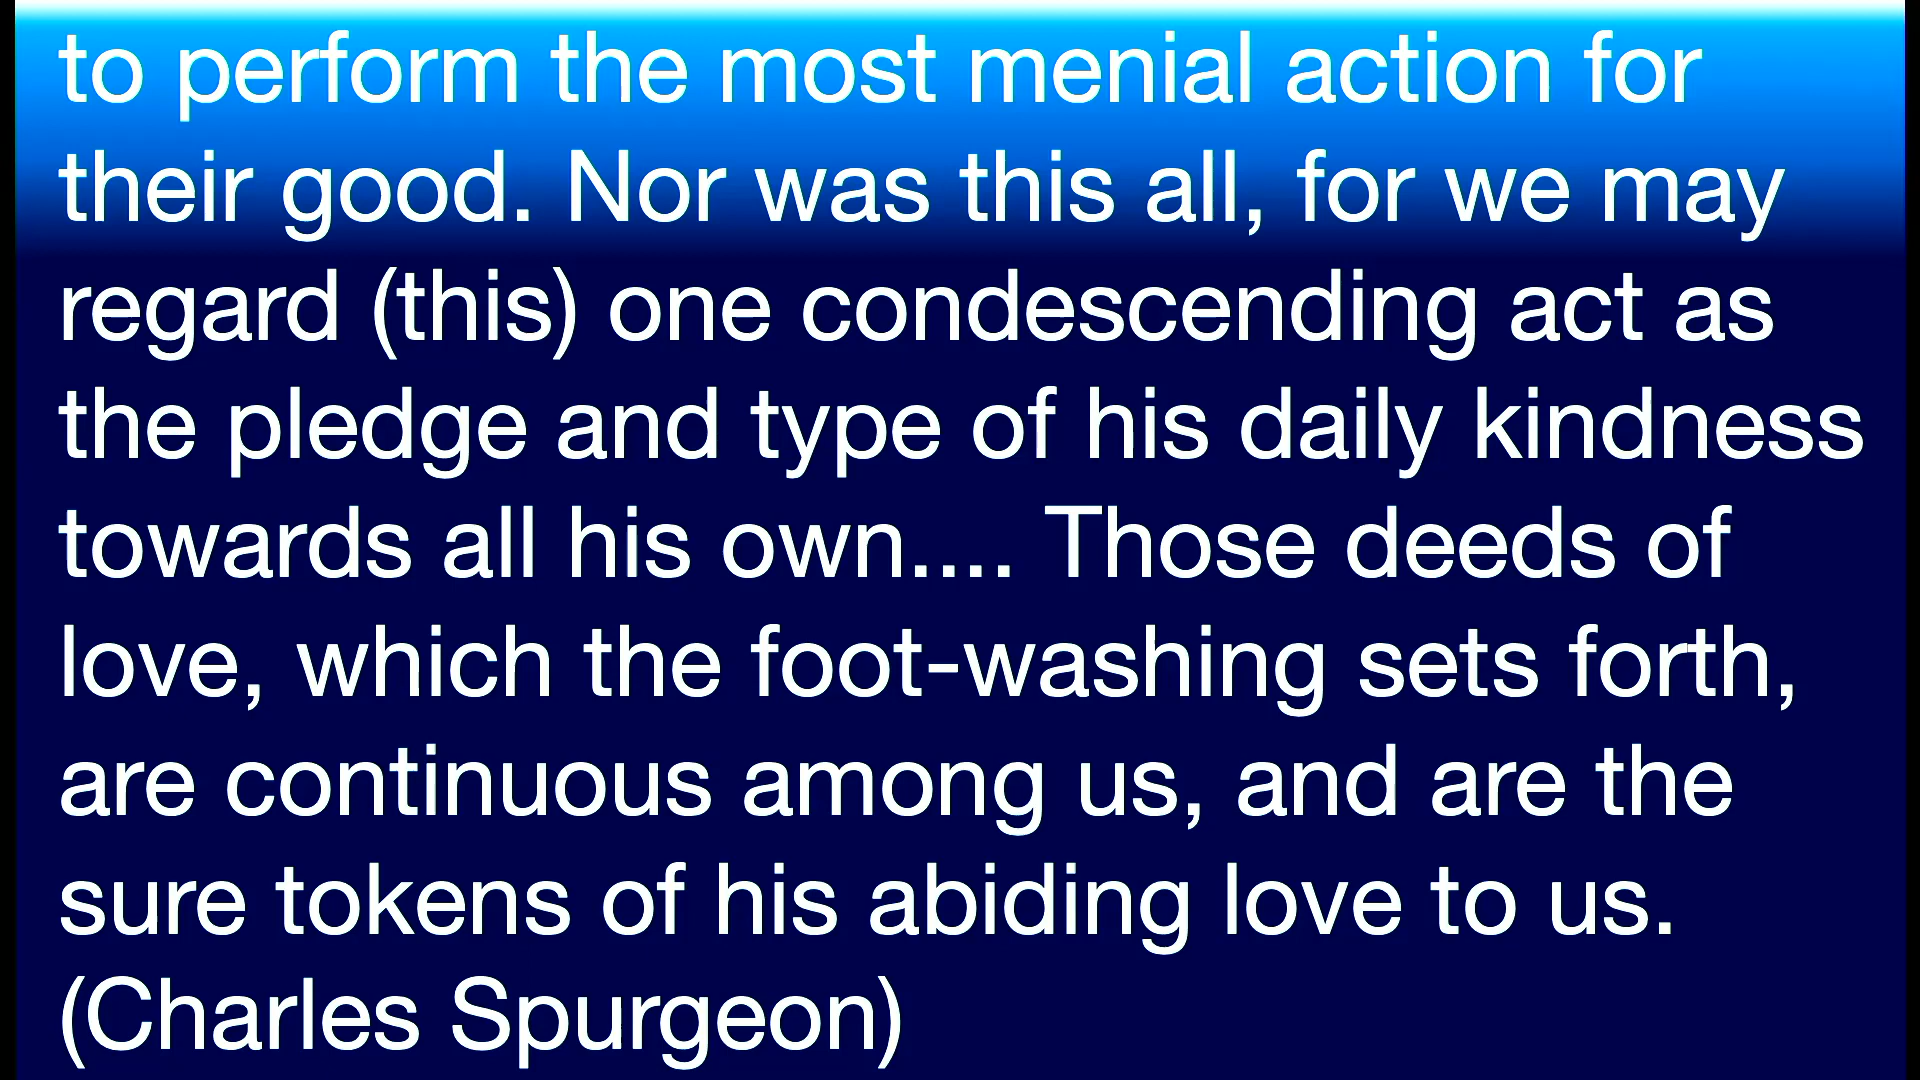 to perform the most menial action for
their good. Nor was this all, for we may
regard (this) one condescending act as
the pledge and type of his daily kindness
towards all his own.... Those deeds of
love, which the foot-washing sets forth,
are continuous among us, and are the
sure tokens of his abiding love to us.
(Charles Spurgeon)